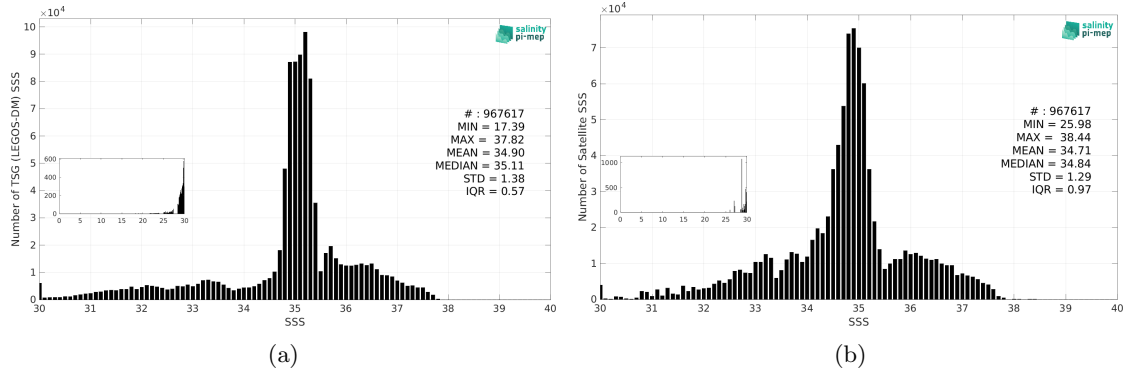 ×10⁴
10
9
8
7
6
5
4
3
2
1
0
Number of TSG (LEGOS-DM) SSS
salinity
pi-mep
# : 967617
MIN = 17.39
MAX = 37.82
MEAN = 34.90
MEDIAN = 35.11
STD = 1.38
IQR = 0.57
600
400
200
0
0 5 10 15 20 25 30
30 31 32 33 34 35 36 37 38 39 40
SSS
(a)
×10⁴
7
6
5
4
3
2
1
0
Number of Satellite SSS
salinity
pi-mep
# : 967617
MIN = 25.98
MAX = 38.44
MEAN = 34.71
MEDIAN = 34.84
STD = 1.29
IQR = 0.97
1000
500
0
0 5 10 15 20 25 30
30 31 32 33 34 35 36 37 38 39 40
SSS
(b)